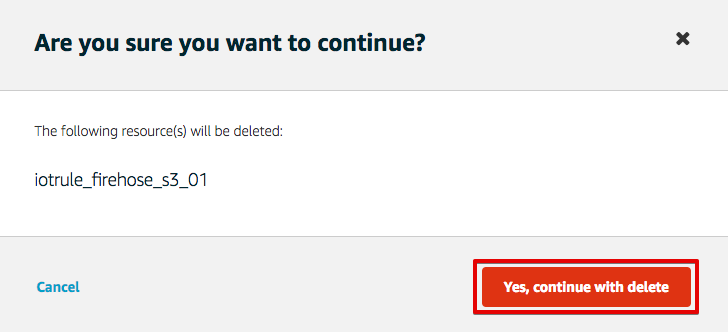 Are you sure you want to continue?
The following resource(s) will be deleted:
iotrule_firehose_s3_01
Cancel
Yes, continue with delete